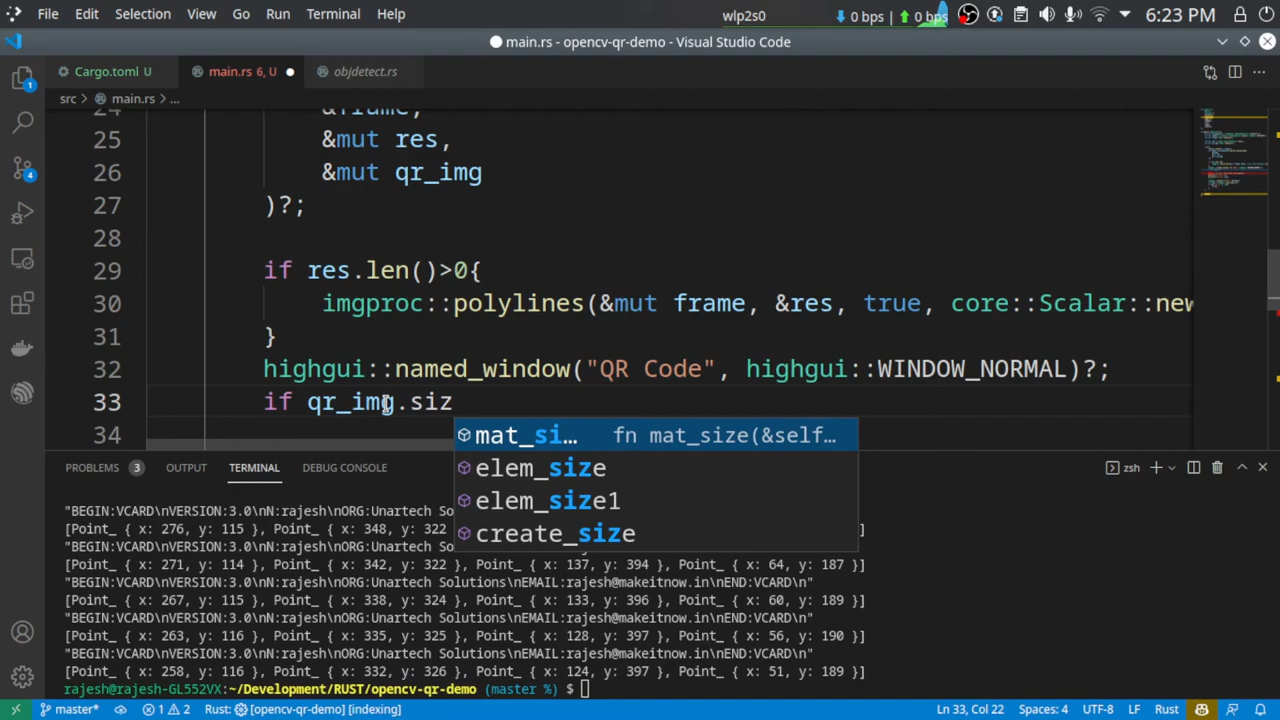 File Edit Selection View Go Run Terminal Help
wlp2s0 0 bps 0 bps 6:23 PM
main.rs - opencv-qr-demo - Visual Studio Code
Cargo.toml U main.rs 6, U objdetect.rs
src > main.rs > ...
24 &frame,
25 &mut res,
26 &mut qr_img
27 )?;
28
29 if res.len()>0{
30 imgproc::polylines(&mut frame, &res, true, core::Scalar::new
31 }
32 highgui::named_window("QR Code", highgui::WINDOW_NORMAL)?;
33 if qr_img.siz
mat_si… fn mat_size(&self…
34
elem_size
elem_size1
create_size
PROBLEMS 3 OUTPUT TERMINAL DEBUG CONSOLE zsh
"BEGIN:VCARD\nVERSION:3.0\nN:rajesh\nORG:Unartech Sol
[Point_ { x: 276, y: 115 }, Point_ { x: 348, y: 322 }
"BEGIN:VCARD\nVERSION:3.0\nN:rajesh\nORG:Unartech Sol
[Point_ { x: 271, y: 114 }, Point_ { x: 342, y: 322 }, Point_ { x: 137, y: 394 }, Point_ { x: 64, y: 187 }]
"BEGIN:VCARD\nVERSION:3.0\nN:rajesh\nORG:Unartech Solutions\nEMAIL:rajesh@makeitnow.in\nEND:VCARD\n"
[Point_ { x: 267, y: 115 }, Point_ { x: 338, y: 324 }, Point_ { x: 133, y: 396 }, Point_ { x: 60, y: 189 }]
"BEGIN:VCARD\nVERSION:3.0\nN:rajesh\nORG:Unartech Solutions\nEMAIL:rajesh@makeitnow.in\nEND:VCARD\n"
[Point_ { x: 263, y: 116 }, Point_ { x: 335, y: 325 }, Point_ { x: 128, y: 397 }, Point_ { x: 56, y: 190 }]
"BEGIN:VCARD\nVERSION:3.0\nN:rajesh\nORG:Unartech Solutions\nEMAIL:rajesh@makeitnow.in\nEND:VCARD\n"
[Point_ { x: 258, y: 116 }, Point_ { x: 332, y: 326 }, Point_ { x: 124, y: 397 }, Point_ { x: 51, y: 189 }]
rajesh@rajesh-GL552VX:~/Development/RUST/opencv-qr-demo (master %) $
master* 1 2 Rust: [opencv-qr-demo] [indexing] Ln 33, Col 22 Spaces: 4 UTF-8 LF Rust